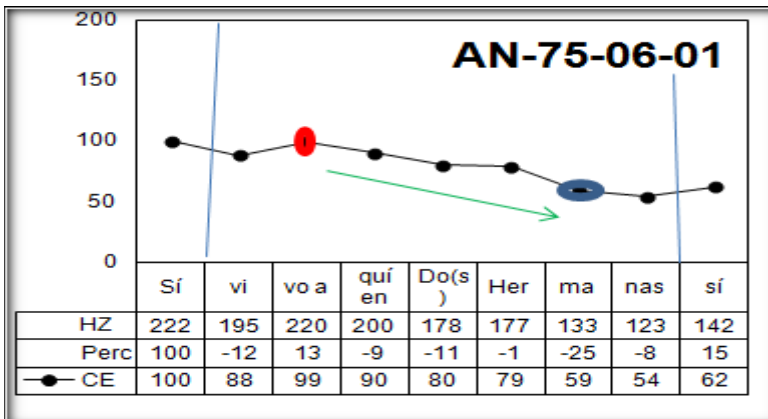 200
AN-75-06-01
150
100
50
0
Sí vi vo a quí en Do(s ) Her ma nas sí
HZ 222 195 220 200 178 177 133 123 142
Perc 100 -12 13 -9 -11 -1 -25 -8 15
CE 100 88 99 90 80 79 59 54 62